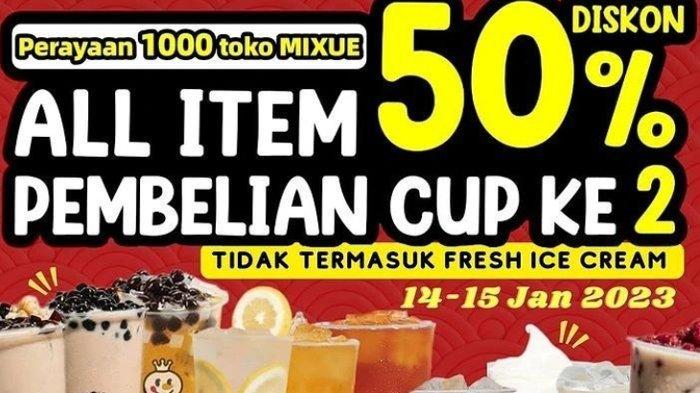 Perayaan 1000 toko MIXUE
DISKON
50%
ALL ITEM
PEMBELIAN CUP KE 2
TIDAK TERMASUK FRESH ICE CREAM
14-15 Jan 2023